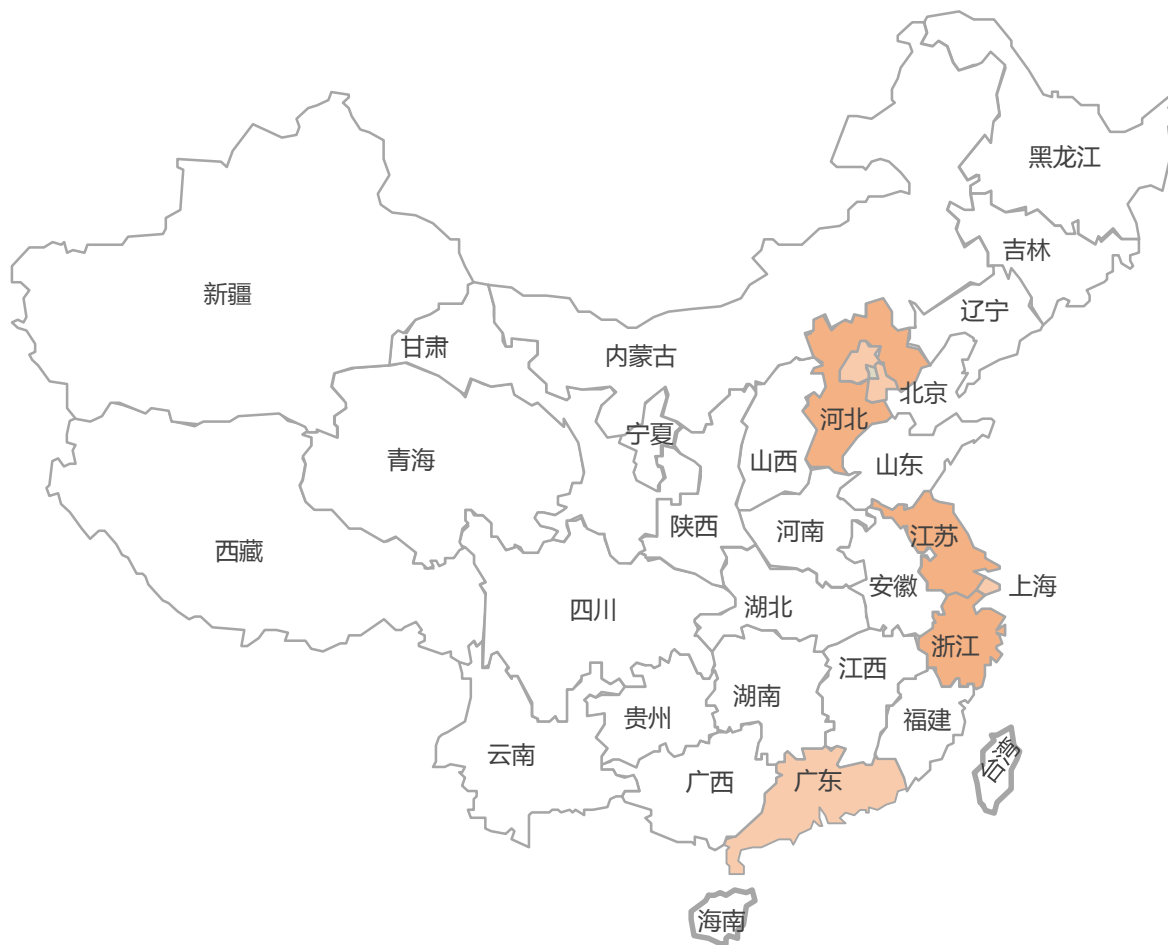 黑龙江
吉林
新疆
辽宁
甘肃
内蒙古
北京
河北
宁夏
青海
山西
山东
陕西
河南
江苏
西藏
安徽
上海
四川
湖北
浙江
江西
湖南
贵州
福建
云南
台湾
广西
广东
海南